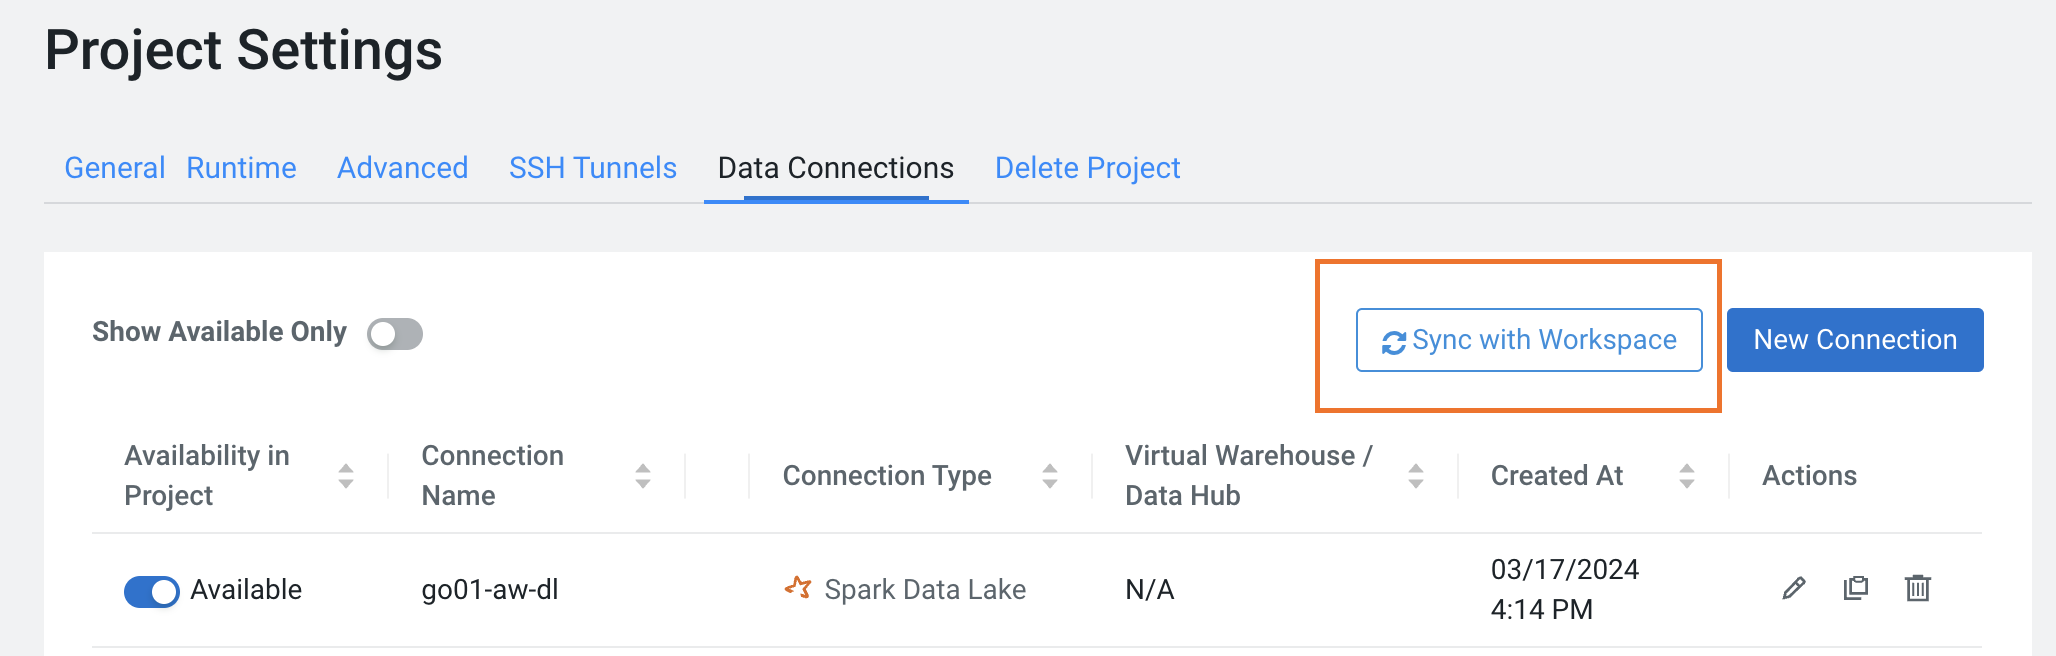 Project Settings
General Runtime Advanced SSH Tunnels Data Connections Delete Project
Show Available Only
Sync with Workspace
New Connection
Availability in
Project
Connection
Name
Connection Type
Virtual Warehouse /
Data Hub
Created At
Actions
Available
go01-aw-dl
Spark Data Lake
N/A
03/17/2024
4:14 PM